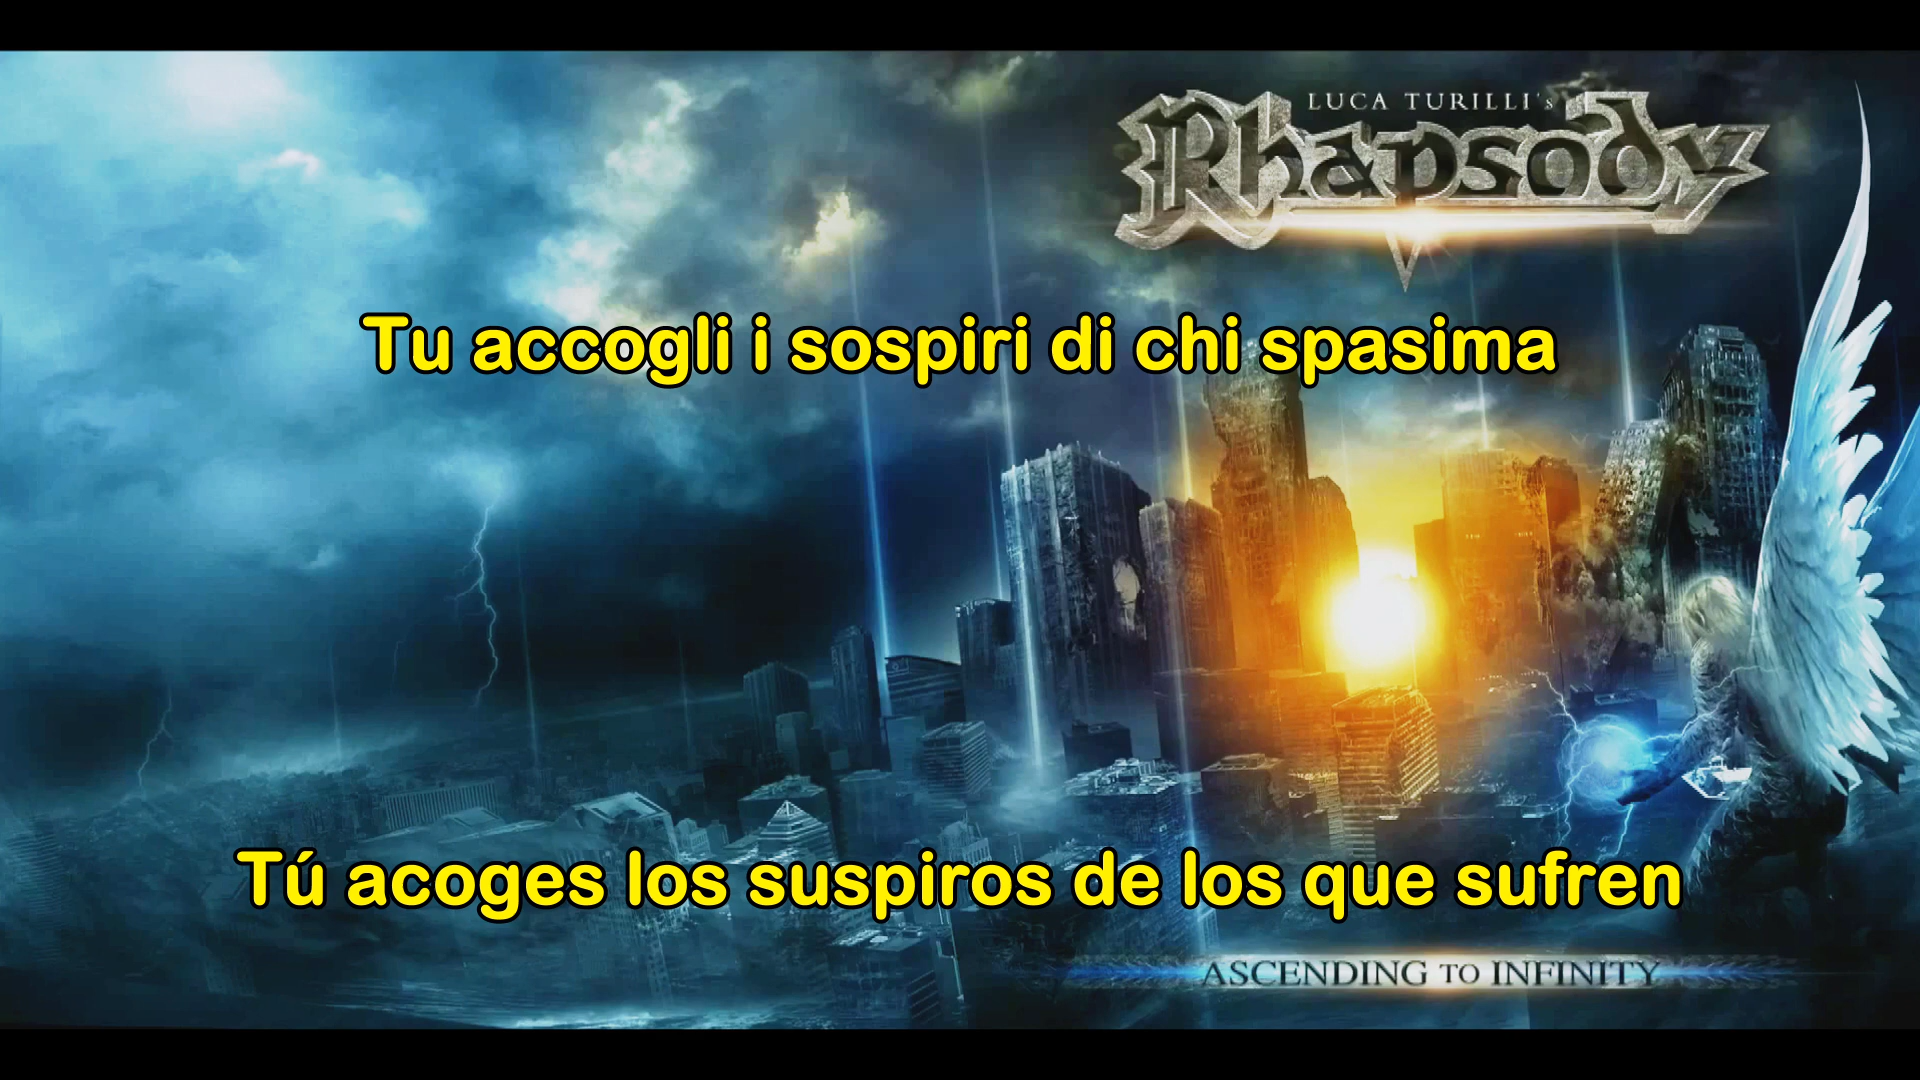 LUCA TURILLI's
Rhapsody
Tu accogli i sospiri di chi spasima
Tú acoges los suspiros de los que sufren
ASCENDING TO INFINITY